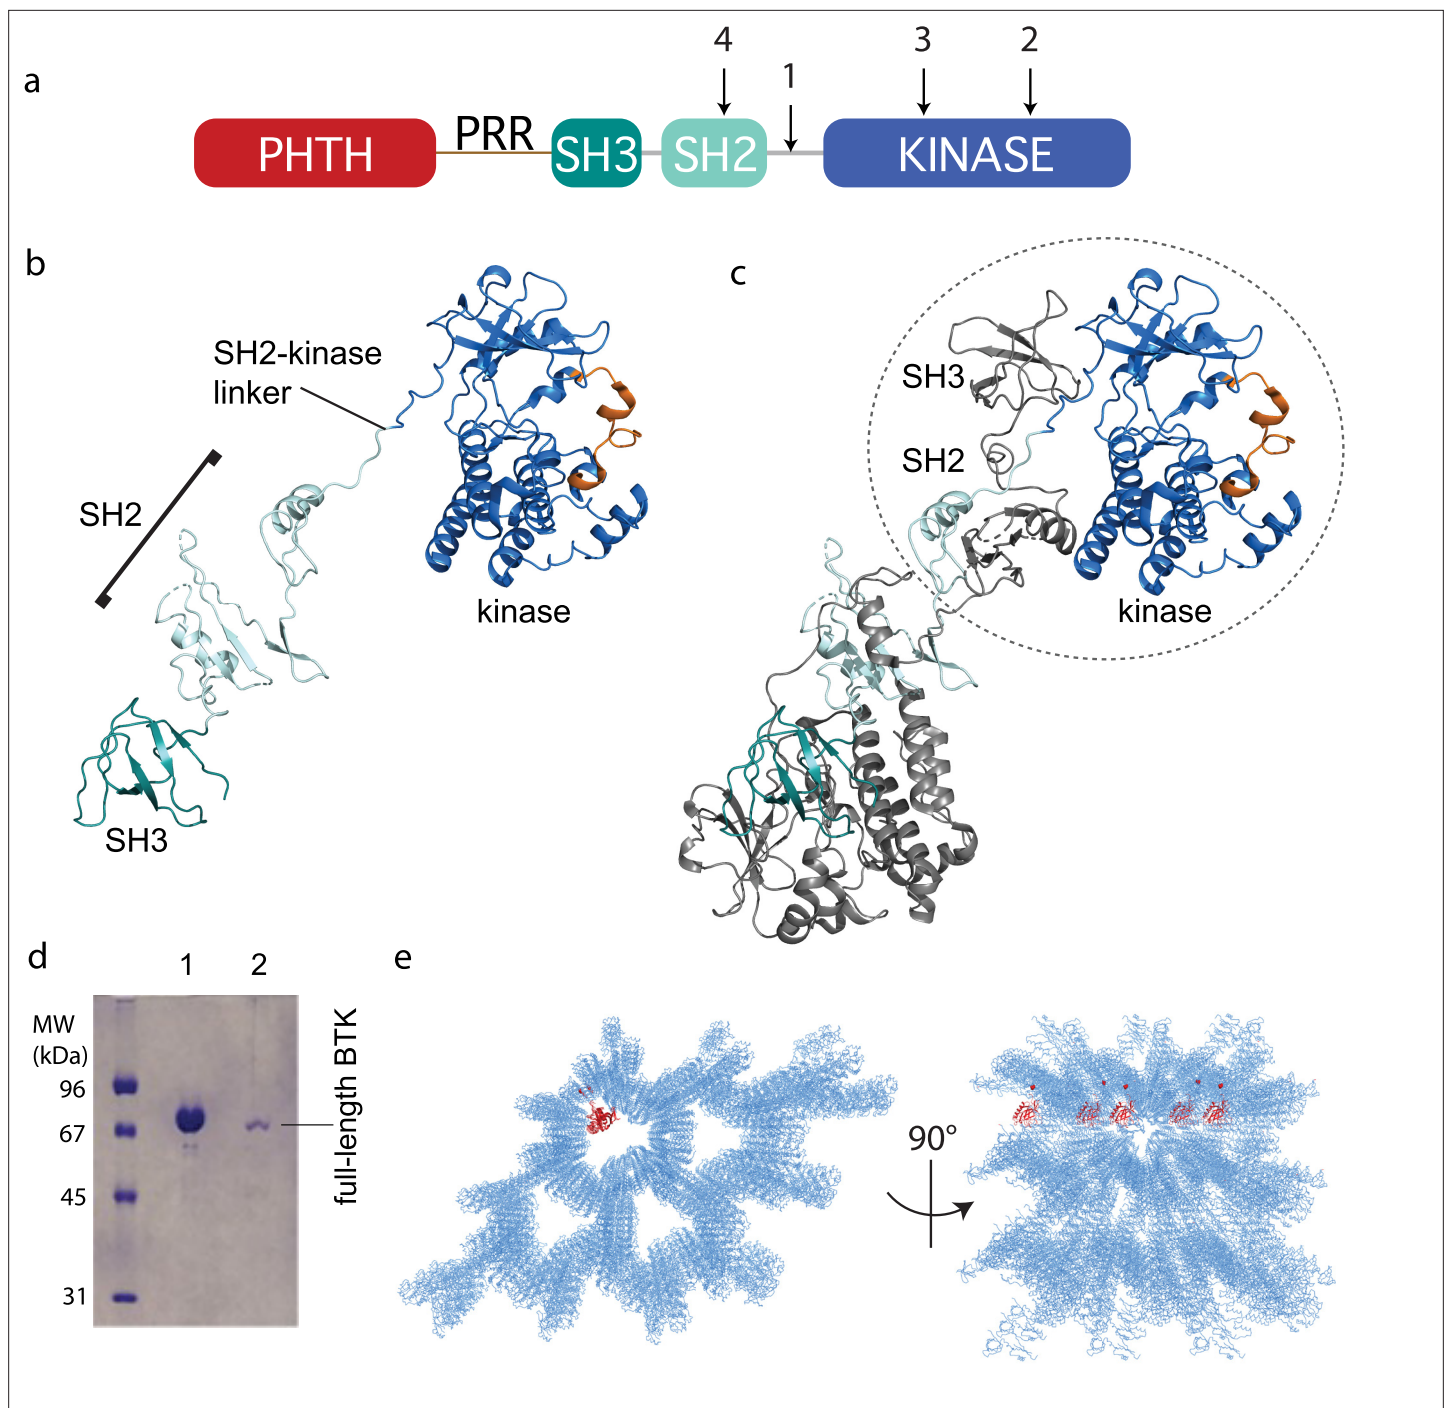 a
4
1
3
2
PHTH
PRR
SH3
SH2
KINASE
b
SH2-kinase
linker
SH2
SH3
kinase
c
SH3
SH2
kinase
d
1
2
MW
(kDa)
96
67
45
31
full-length BTK
e
90°